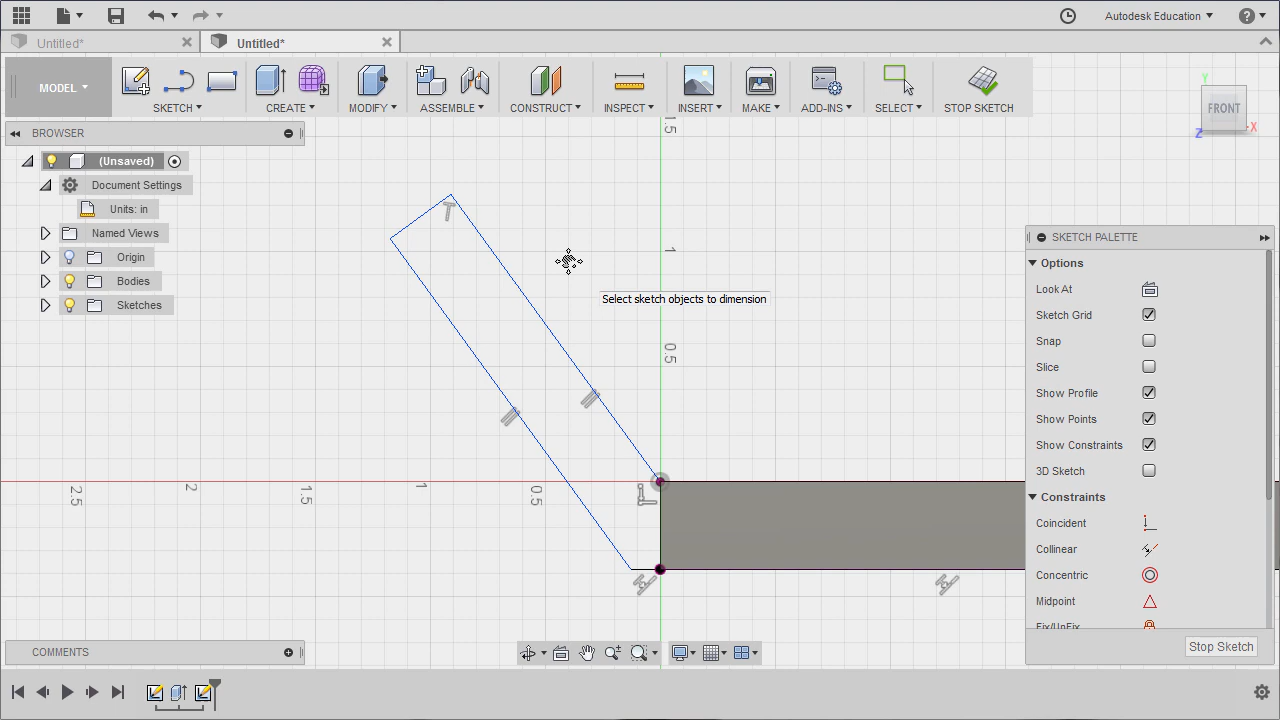 Autodesk Education
?
Untitled*
Untitled*
MODEL
SKETCH
CREATE
MODIFY
ASSEMBLE
CONSTRUCT
INSPECT
INSERT
MAKE
ADD-INS
SELECT
STOP SKETCH
Y
FRONT
Z
X
BROWSER
(Unsaved)
Document Settings
Units: in
Named Views
Origin
Bodies
Sketches
1.5
1
0.5
2.5
2
1.5
1
0.5
Select sketch objects to dimension
SKETCH PALETTE
Options
Look At
Sketch Grid
Snap
Slice
Show Profile
Show Points
Show Constraints
3D Sketch
Constraints
Coincident
Collinear
Concentric
Midpoint
Fix/UnFix
Stop Sketch
COMMENTS